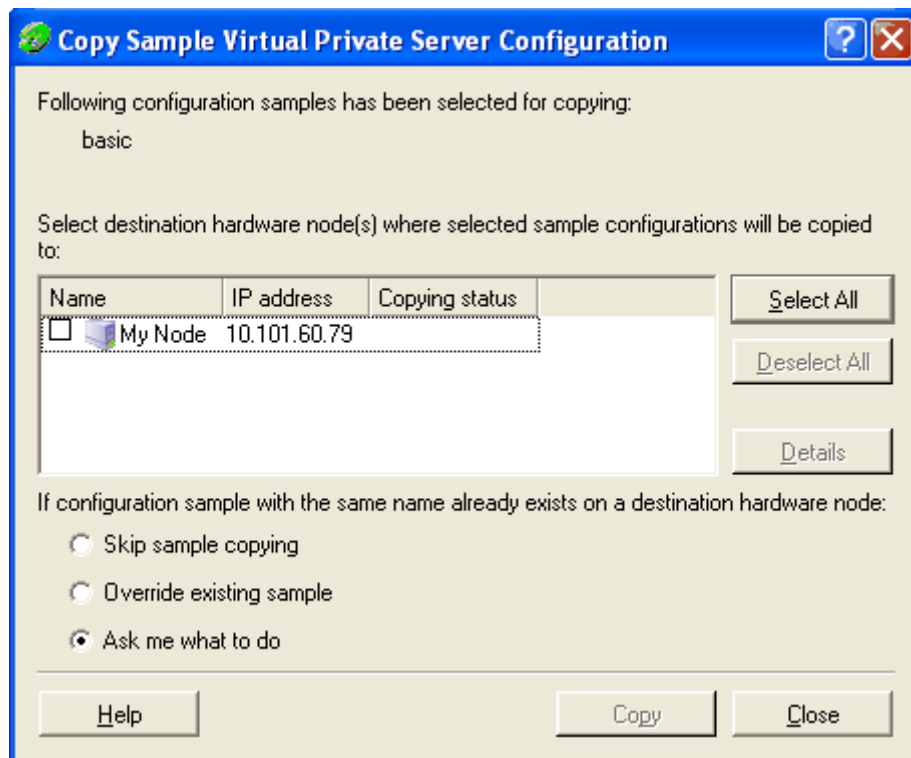 Copy Sample Virtual Private Server Configuration
Following configuration samples has been selected for copying:
basic
Select destination hardware node(s) where selected sample configurations will be copied
to:
Name IP address Copying status
My Node 10.101.60.79
Select All
Deselect All
Details
If configuration sample with the same name already exists on a destination hardware node:
Skip sample copying
Override existing sample
Ask me what to do
Help Copy Close